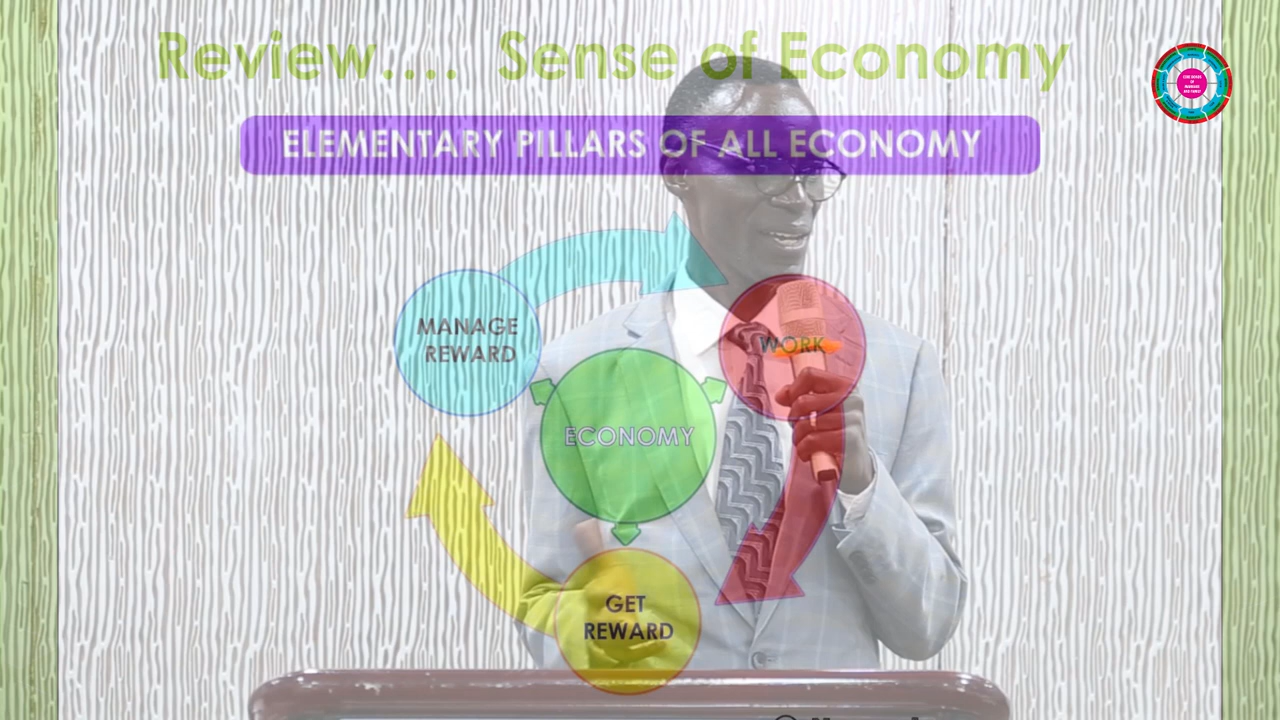 Review.... Sense of Economy
ELEMENTARY PILLARS OF ALL ECONOMY
MANAGE
REWARD
WORK
ECONOMY
GET
REWARD